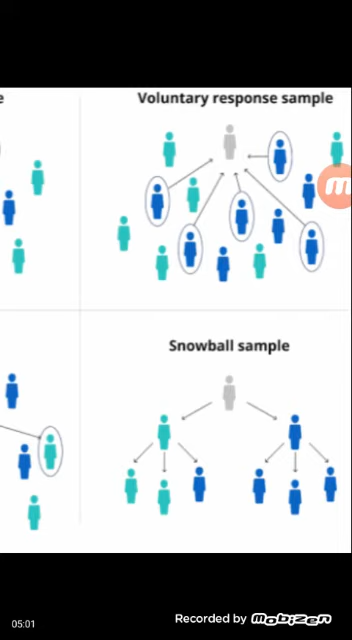 e
Voluntary response sample
Snowball sample
05:01
Recorded by Mobizen